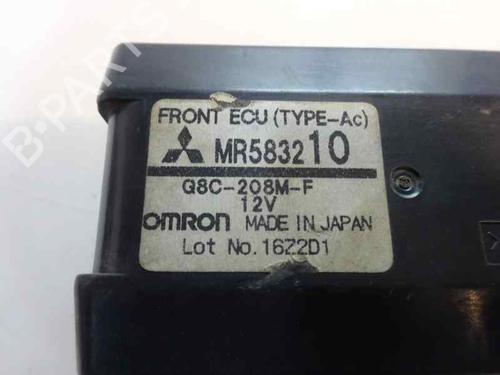 FRONT ECU (TYPE-Ac)
MR583210
G8C-208M-F
12V
OMRON MADE IN JAPAN
Lot No.16Z2D1
B-PARTS